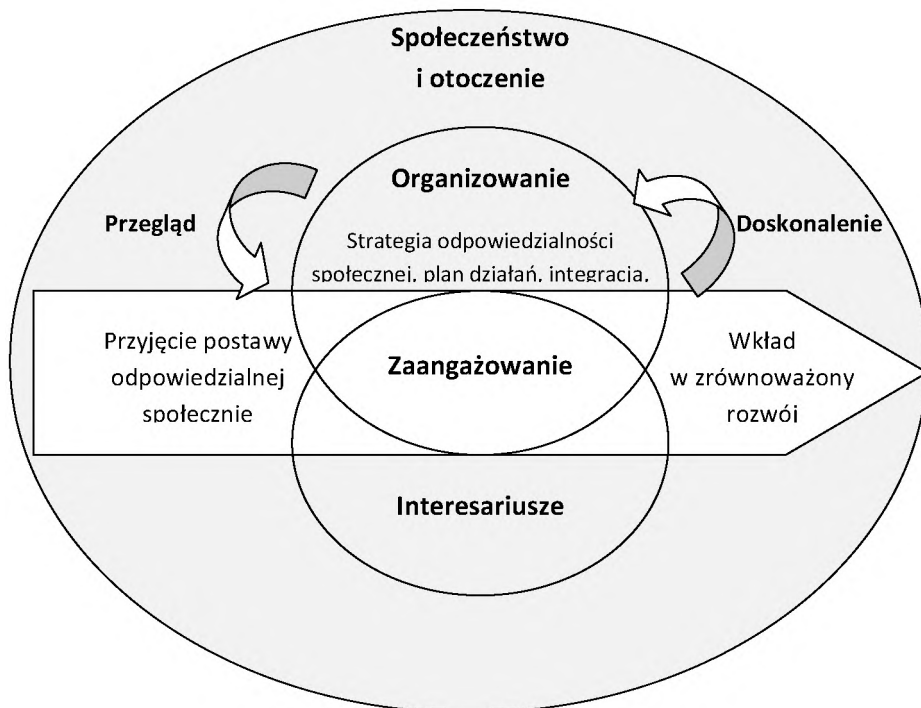 Społeczeństwo
i otoczenie
Organizowanie
Przegląd
Doskonalenie
Strategia odpowiedzialności
społecznej, plan działań, integracja,
Przyjęcie postawy
odpowiedzialnej
społecznie
Zaangażowanie
Wkład
w zrównoważony
rozwój
Interesariusze